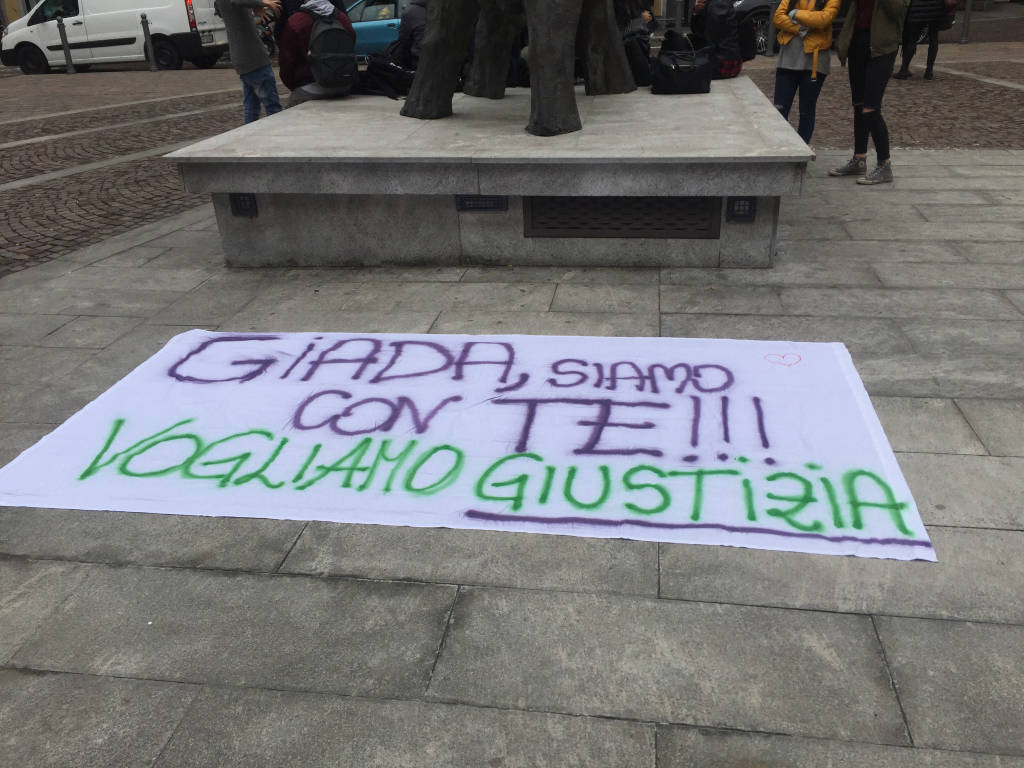 GiADA, SIAMO
CON TE!!!
VOGLIAMO GIUSTiZiA